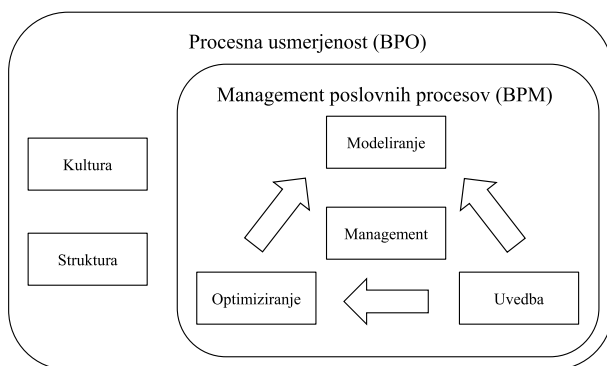 Procesna usmerjenost (BPO)
Management poslovnih procesov (BPM)
Modeliranje
Kultura
Management
Struktura
Optimiziranje
Uvedba